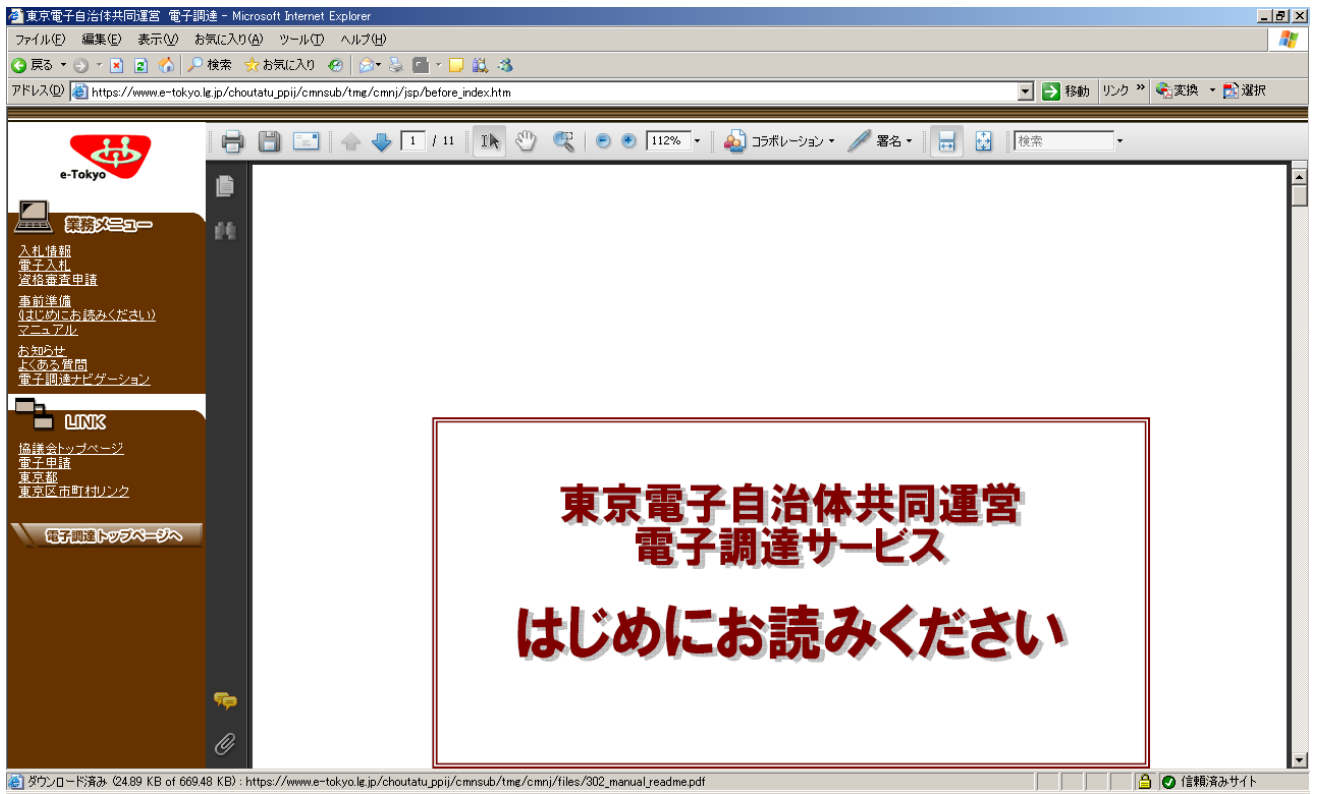 東京電子自治体共同運営 電子調達 - Microsoft Internet Explorer
ファイル(F) 編集(E) 表示(V) お気に入り(A) ツール(T) ヘルプ(H)
戻る 検索 お気に入り
アドレス(D) https://www.e-tokyo.lg.jp/choutatu_ppij/cmnsub/tmg/cmnj/jsp/before_index.htm 移動 リンク » 変換 選択
1 / 11 112% コラボレーション 署名 検索
e-Tokyo
業務メニュー
入札情報
電子入札
資格審査申請
事前準備
(はじめにお読みください)
マニュアル
お知らせ
よくある質問
電子調達ナビゲーション
LINK
協議会トップページ
電子申請
東京都
東京区市町村リンク
電子調達トップページへ
東京電子自治体共同運営
電子調達サービス
はじめにお読みください
ダウンロード済み (24.89 KB of 669.48 KB) : https://www.e-tokyo.lg.jp/choutatu_ppij/cmnsub/tmg/cmnj/files/302_manual_readme.pdf 信頼済みサイト